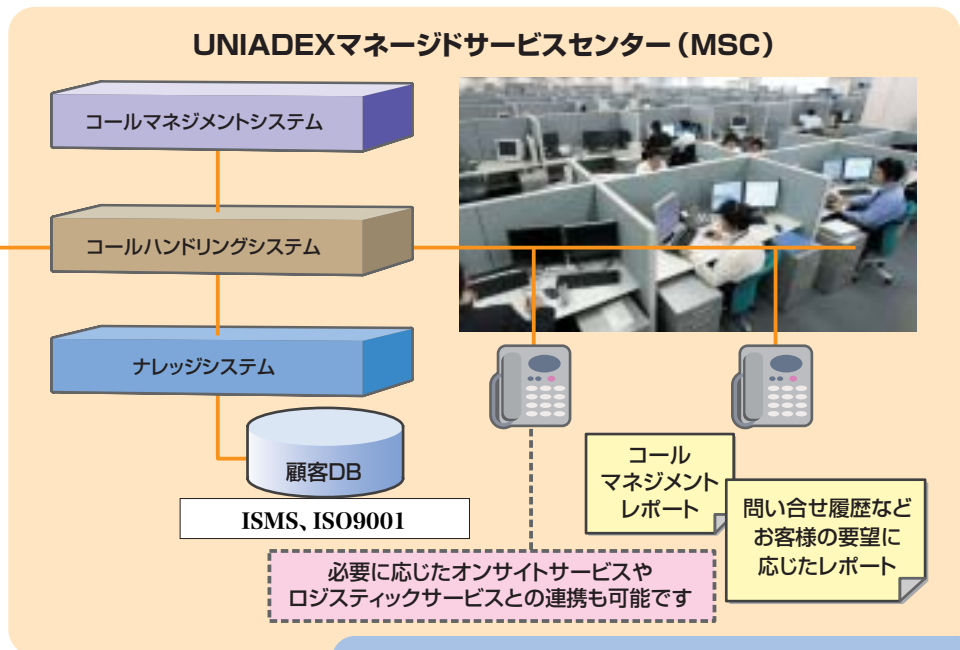 UNIADEXマネージドサービスセンター（MSC）
コールマネジメントシステム
コールハンドリングシステム
ナレッジシステム
顧客DB
ISMS、ISO9001
コール
マネジメント
レポート
問い合せ履歴など
お客様の要望に
応じたレポート
必要に応じたオンサイトサービスや
ロジスティックサービスとの連携も可能です